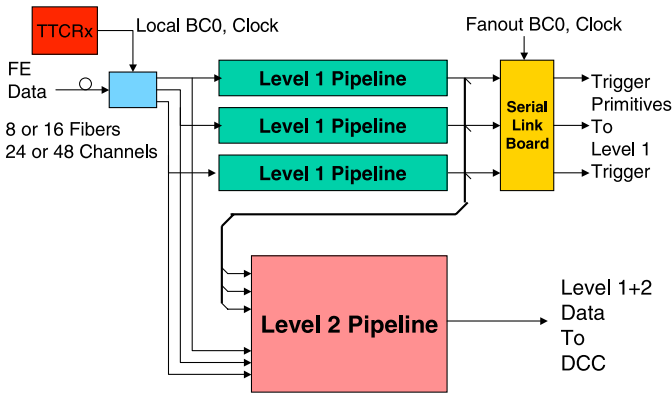 TTCRx
Local BC0, Clock
Fanout BC0, Clock
FE
Data
8 or 16 Fibers
24 or 48 Channels
Level 1 Pipeline
Level 1 Pipeline
Level 1 Pipeline
Serial
Link
Board
Trigger
Primitives
To
Level 1
Trigger
Level 2 Pipeline
Level 1+2
Data
To
DCC